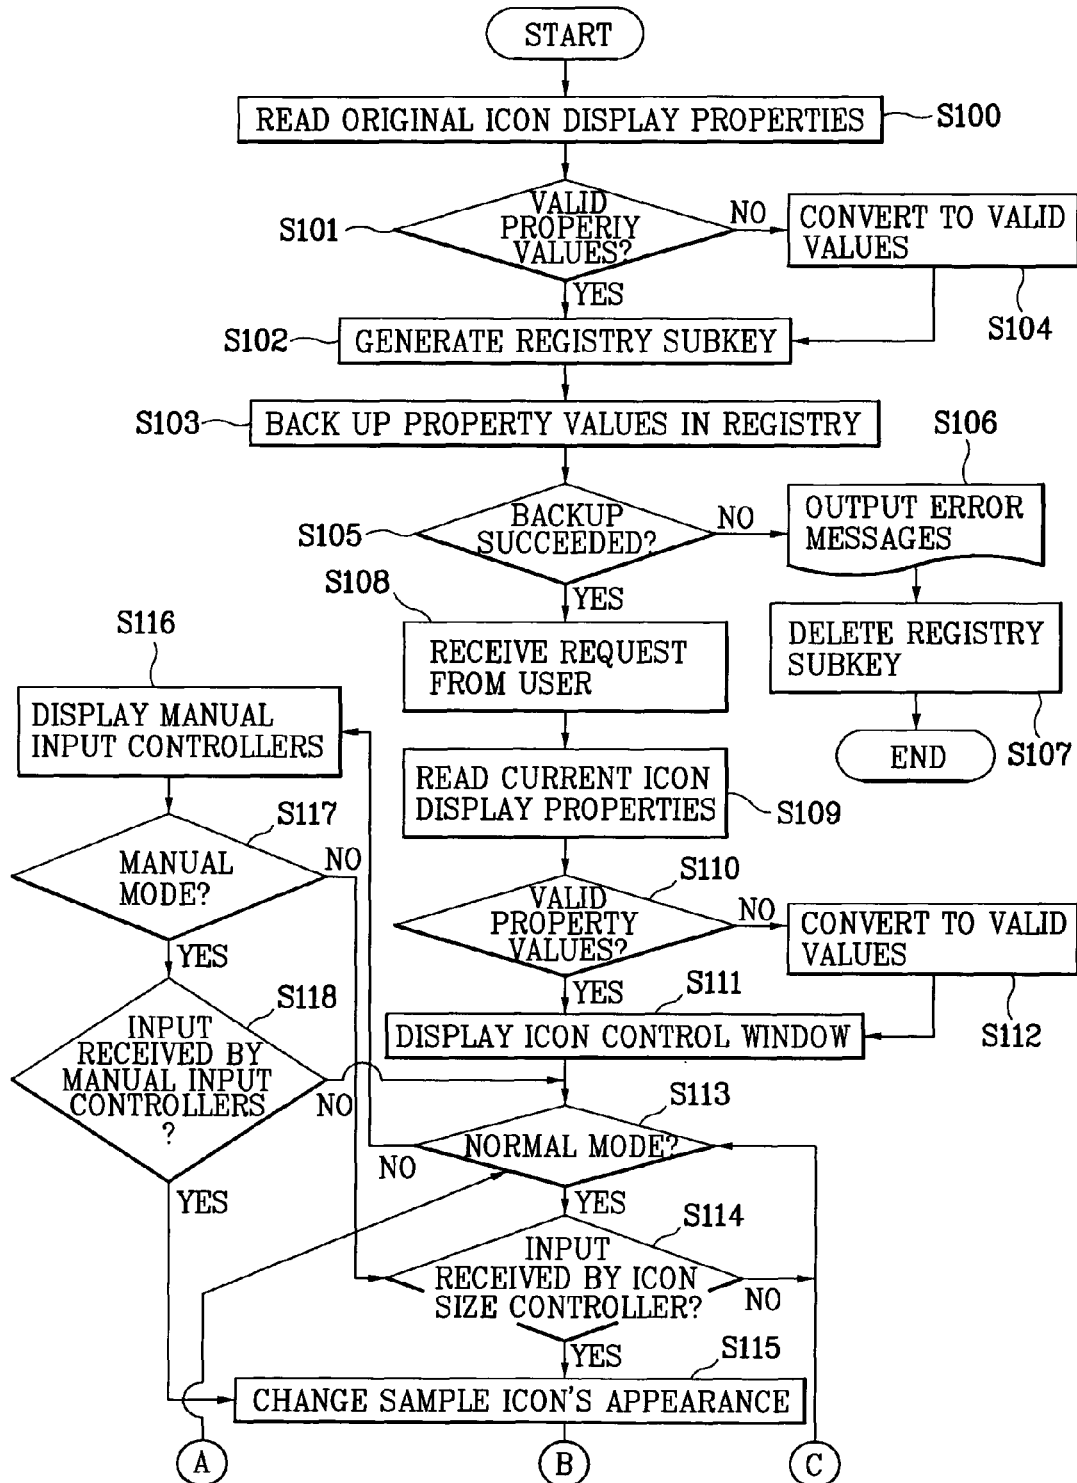 START
READ ORIGINAL ICON DISPLAY PROPERTIES
S100
VALID
PROPERIY
VALUES?
S101
NO
CONVERT TO VALID
VALUES
S104
YES
S102
GENERATE REGISTRY SUBKEY
S103
BACK UP PROPERTY VALUES IN REGISTRY
S106
BACKUP
SUCCEEDED?
S105
NO
OUTPUT ERROR
MESSAGES
S108
YES
RECEIVE REQUEST
FROM USER
DELETE REGISTRY
SUBKEY
S107
END
S116
DISPLAY MANUAL
INPUT CONTROLLERS
READ CURRENT ICON
DISPLAY PROPERTIES
S109
S117
MANUAL
MODE?
NO
YES
S110
VALID
PROPERTY
VALUES?
NO
CONVERT TO VALID
VALUES
S112
YES
S111
DISPLAY ICON CONTROL WINDOW
S118
INPUT
RECEIVED BY
MANUAL INPUT
CONTROLLERS
?
NO
YES
S113
NORMAL MODE?
NO
YES
S114
INPUT
RECEIVED BY ICON
SIZE CONTROLLER?
NO
YES
S115
CHANGE SAMPLE ICON'S APPEARANCE
A
B
C